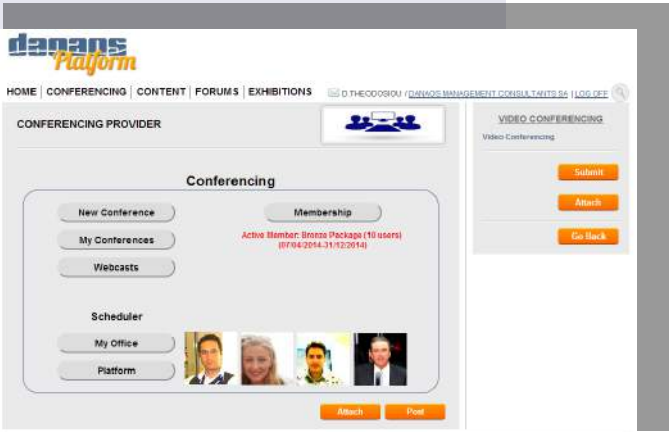 danaos
Platform
HOME | CONFERENCING | CONTENT | FORUMS | EXHIBITIONS
D.THEODOSIOU / DANAOS MANAGEMENT CONSULTANTS SA | LOG OFF
CONFERENCING PROVIDER
Conferencing
New Conference
Membership
My Conferences
Active Member: Bronze Package (10 users)
(07/04/2014-31/12/2014)
Webcasts
Scheduler
My Office
Platform
Attach
Post
VIDEO CONFERENCING
Video Conferencing
Submit
Attach
Go Back